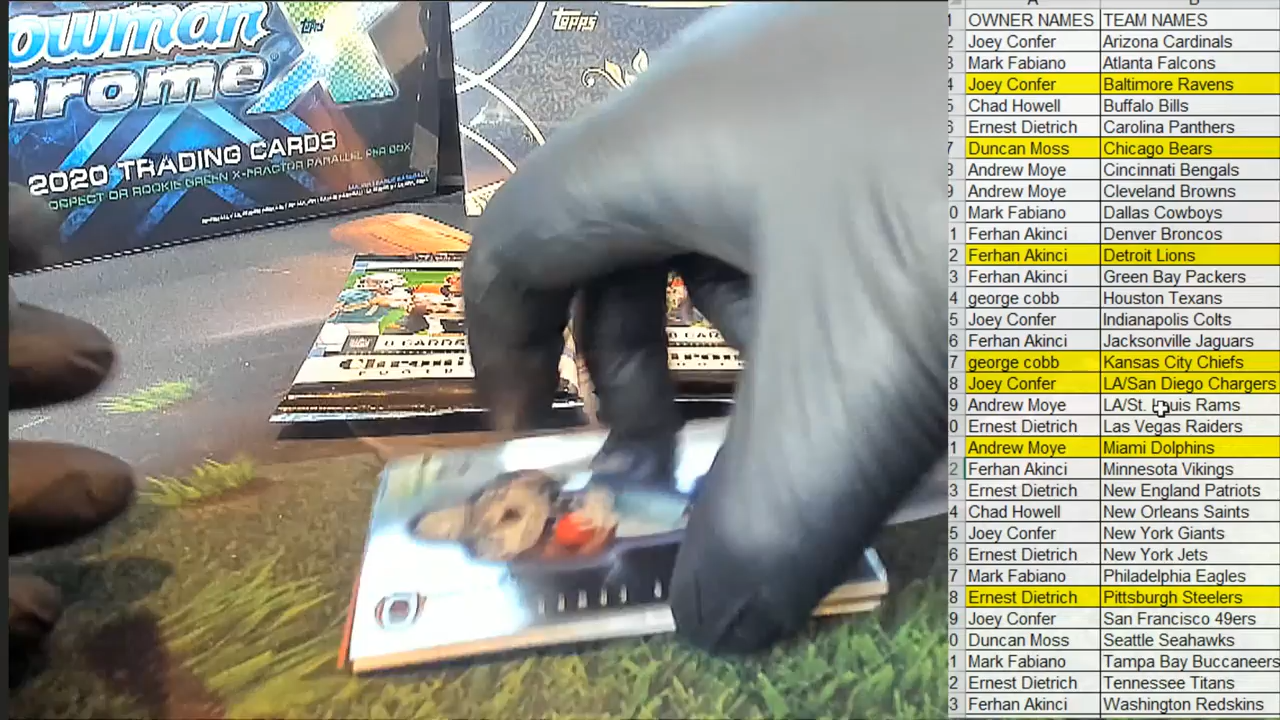 owman
hrome
topps
2020 TRADING CARDS
TOPPS
8 CARDS
OWNER NAMES TEAM NAMES
Joey Confer Arizona Cardinals
Mark Fabiano Atlanta Falcons
Joey Confer Baltimore Ravens
Chad Howell Buffalo Bills
Ernest Dietrich Carolina Panthers
Duncan Moss Chicago Bears
Andrew Moye Cincinnati Bengals
Andrew Moye Cleveland Browns
Mark Fabiano Dallas Cowboys
Ferhan Akinci Denver Broncos
Ferhan Akinci Detroit Lions
Ferhan Akinci Green Bay Packers
george cobb Houston Texans
Joey Confer Indianapolis Colts
Ferhan Akinci Jacksonville Jaguars
george cobb Kansas City Chiefs
Joey Confer LA/San Diego Chargers
Andrew Moye LA/St. Louis Rams
Ernest Dietrich Las Vegas Raiders
Andrew Moye Miami Dolphins
Ferhan Akinci Minnesota Vikings
Ernest Dietrich New England Patriots
Chad Howell New Orleans Saints
Joey Confer New York Giants
Ernest Dietrich New York Jets
Mark Fabiano Philadelphia Eagles
Ernest Dietrich Pittsburgh Steelers
Joey Confer San Francisco 49ers
Duncan Moss Seattle Seahawks
Mark Fabiano Tampa Bay Buccaneers
Ernest Dietrich Tennessee Titans
Ferhan Akinci Washington Redskins